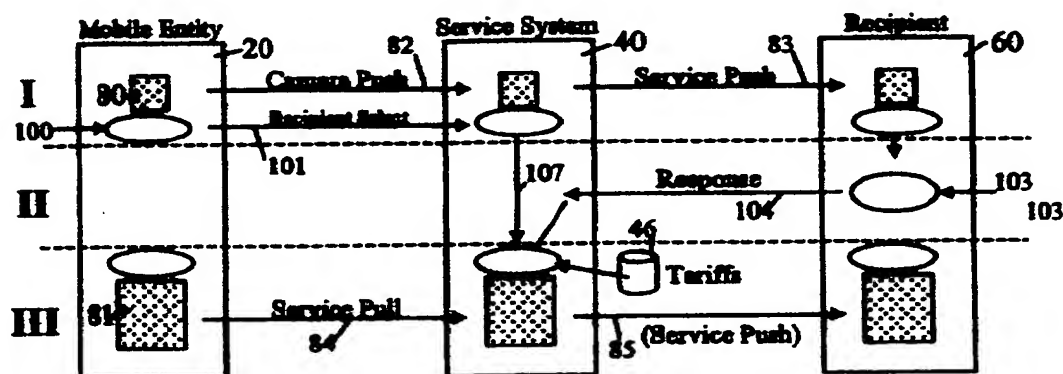 Mobile Entity
Service System
Recipient
20
82
40
83
60
I
80
Camera Push
Service Push
100
Recipient Select
101
II
107
Response
104
103
103
46
Tariffs
III
81
Service Pull
84
85
(Service Push)